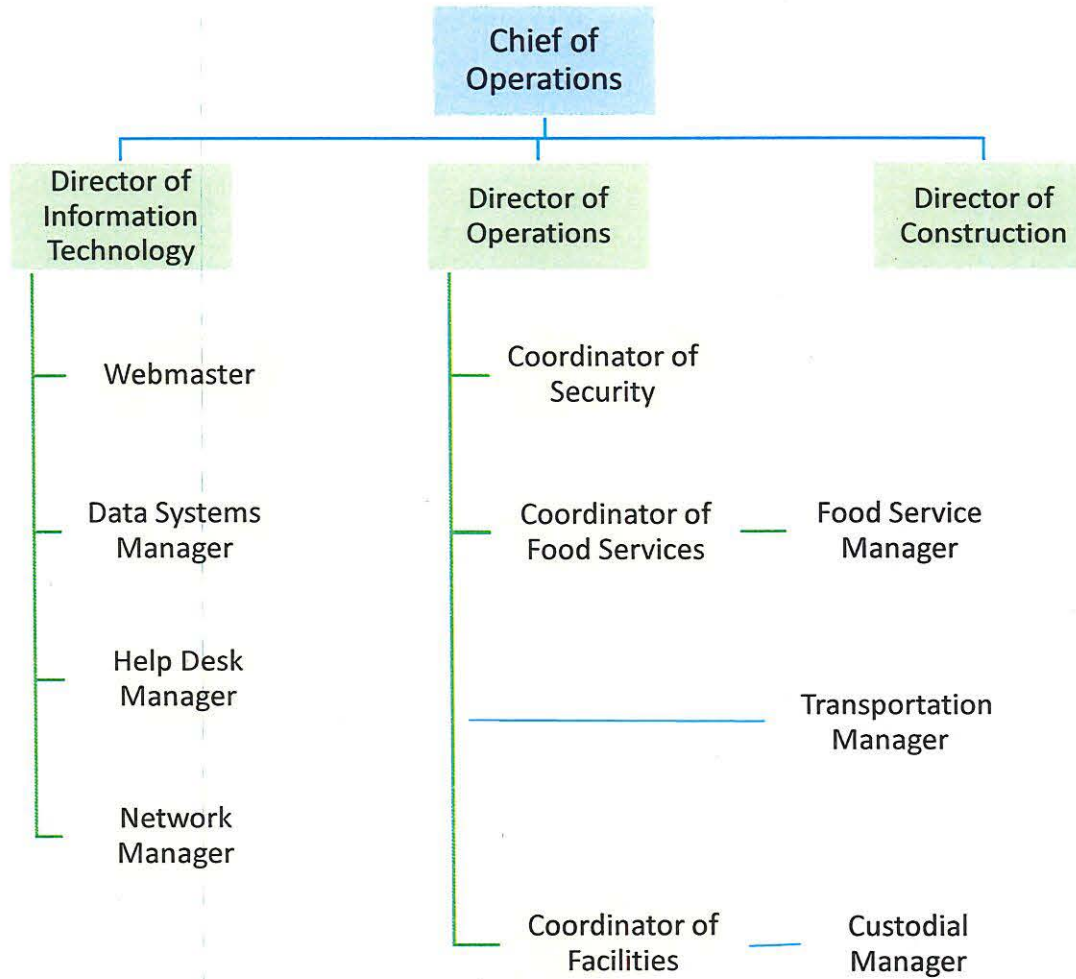 Chief of
Operations
Director of
Information
Technology
Director of
Operations
Director of
Construction
Webmaster
Coordinator of
Security
Data Systems
Manager
Coordinator of
Food Services
Food Service
Manager
Help Desk
Manager
Transportation
Manager
Network
Manager
Coordinator of
Facilities
Custodial
Manager